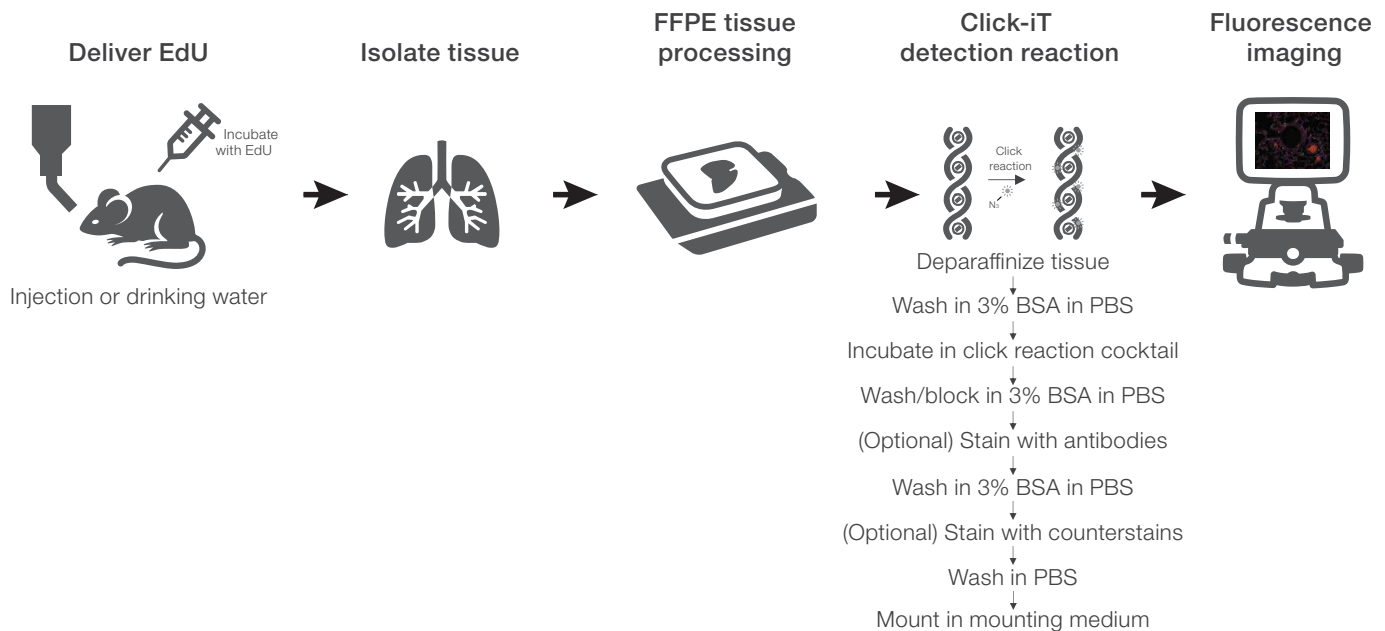 Deliver EdU
Incubate
with EdU
Injection or drinking water
Isolate tissue
FFPE tissue
processing
Click-iT
detection reaction
Click
reaction
N₃
Deparaffinize tissue
Wash in 3% BSA in PBS
Incubate in click reaction cocktail
Wash/block in 3% BSA in PBS
(Optional) Stain with antibodies
Wash in 3% BSA in PBS
(Optional) Stain with counterstains
Wash in PBS
Mount in mounting medium
Fluorescence
imaging